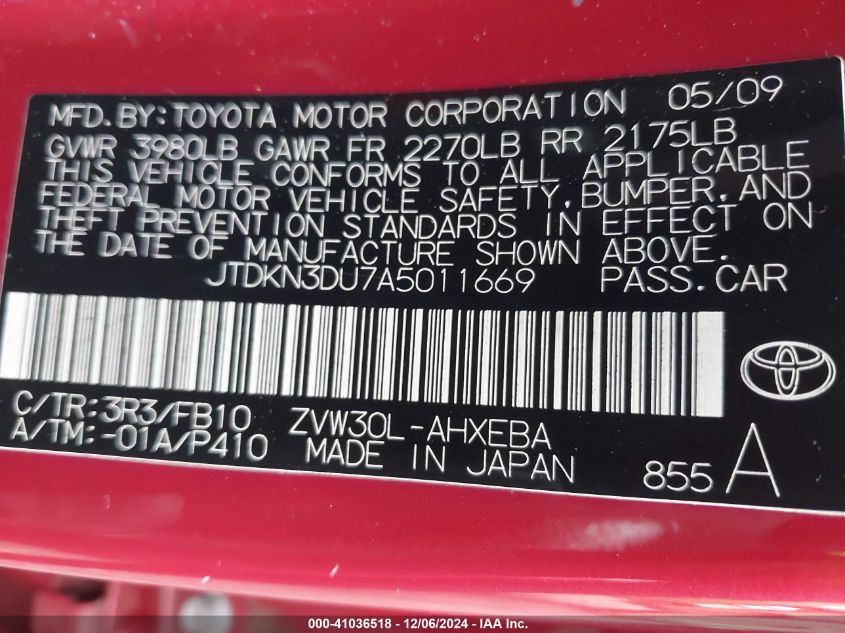 MFD.BY:TOYOTA MOTOR CORPORATION 05/09
GVWR 3980LB GAWR FR 2270LB RR 2175LB
THIS VEHICLE CONFORMS TO ALL APPLICABLE
FEDERAL MOTOR VEHICLE SAFETY,BUMPER,AND
THEFT PREVENTION STANDARDS IN EFFECT ON
THE DATE OF MANUFACTURE SHOWN ABOVE.
JTDKN3DU7A5011669 PASS.CAR
C/TR:3R3/FB10 ZVW30L-AHXEBA
A/TM:-01A/P410 MADE IN JAPAN 855 A
000-41036518 - 12/06/2024 - IAA Inc.